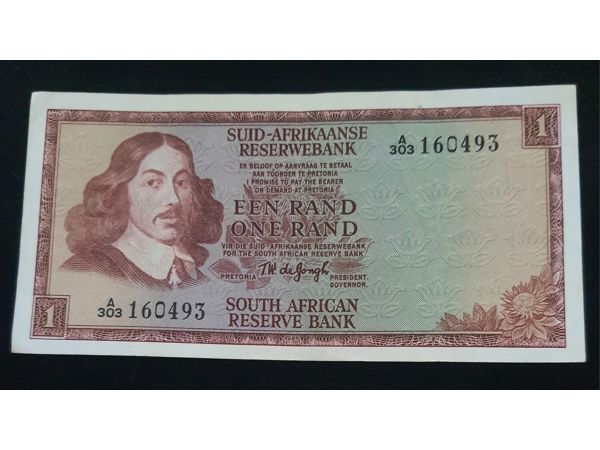 1
SUID-AFRIKAANSE
RESERWEBANK
A/303 160493
EK BELOOF OP AANVRAAG TE BETAAL
AAN TOONDER TE PRETORIA
I PROMISE TO PAY THE BEARER
ON DEMAND AT PRETORIA
EEN RAND
ONE RAND
VIR DIE SUID-AFRIKAANSE RESERWEBANK
FOR THE SOUTH AFRICAN RESERVE BANK
PRETORIA T.W. de Jongh PRESIDENT.
GOVERNOR.
A/303 160493
SOUTH AFRICAN
RESERVE BANK
1